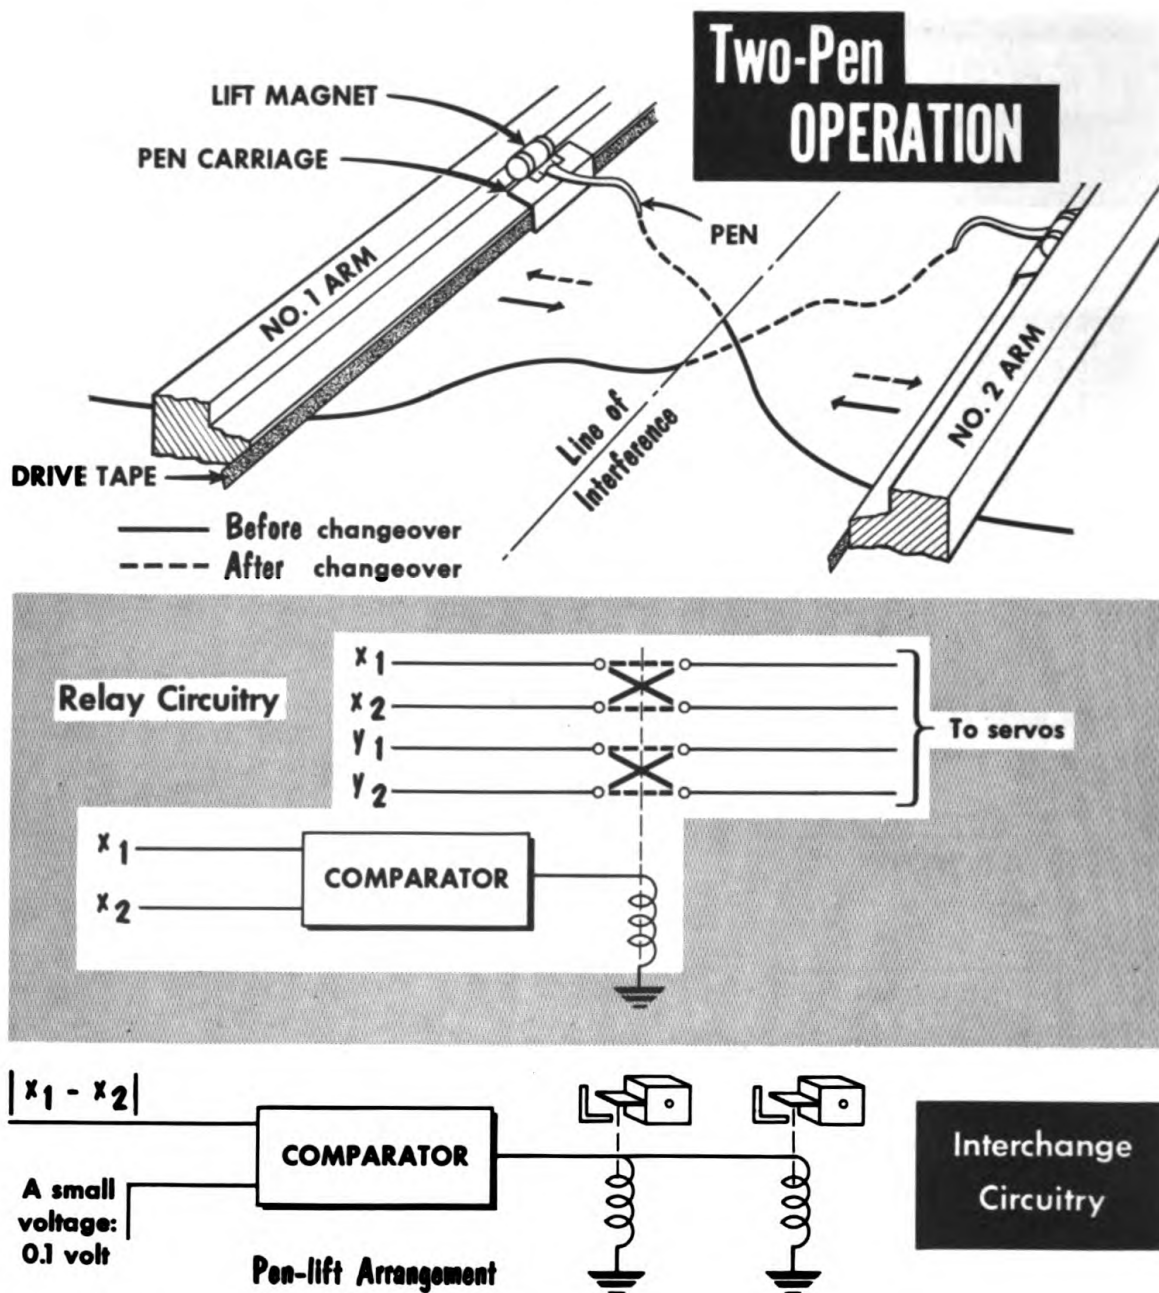 Two-Pen
OPERATION
LIFT MAGNET
PEN CARRIAGE
PEN
NO. 1 ARM
NO. 2 ARM
Line of
Interference
DRIVE TAPE
Before changeover
After changeover
Relay Circuitry
x1
x2
y1
y2
To servos
x1
x2
COMPARATOR
|x1 - x2|
COMPARATOR
A small
voltage:
0.1 volt
Pen-lift Arrangement
Interchange
Circuitry